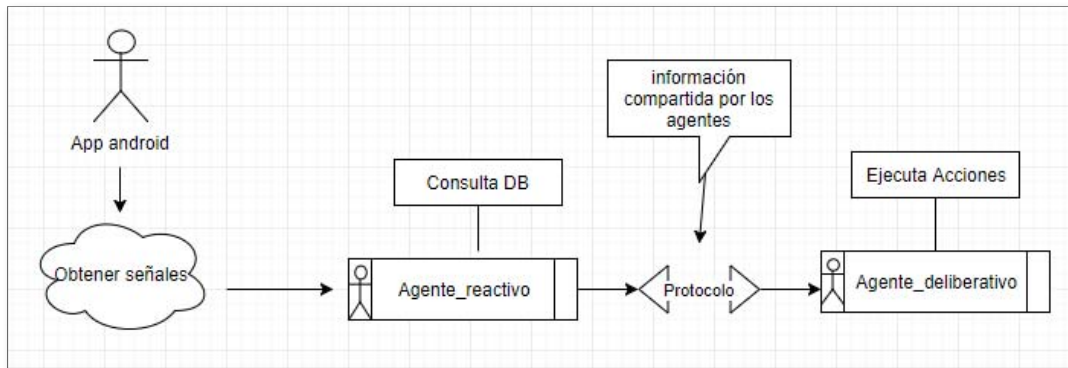 App android
Obtener señales
Consulta DB
Agente_reactivo
información
compartida por los
agentes
Protocolo
Ejecuta Acciones
Agente_deliberativo